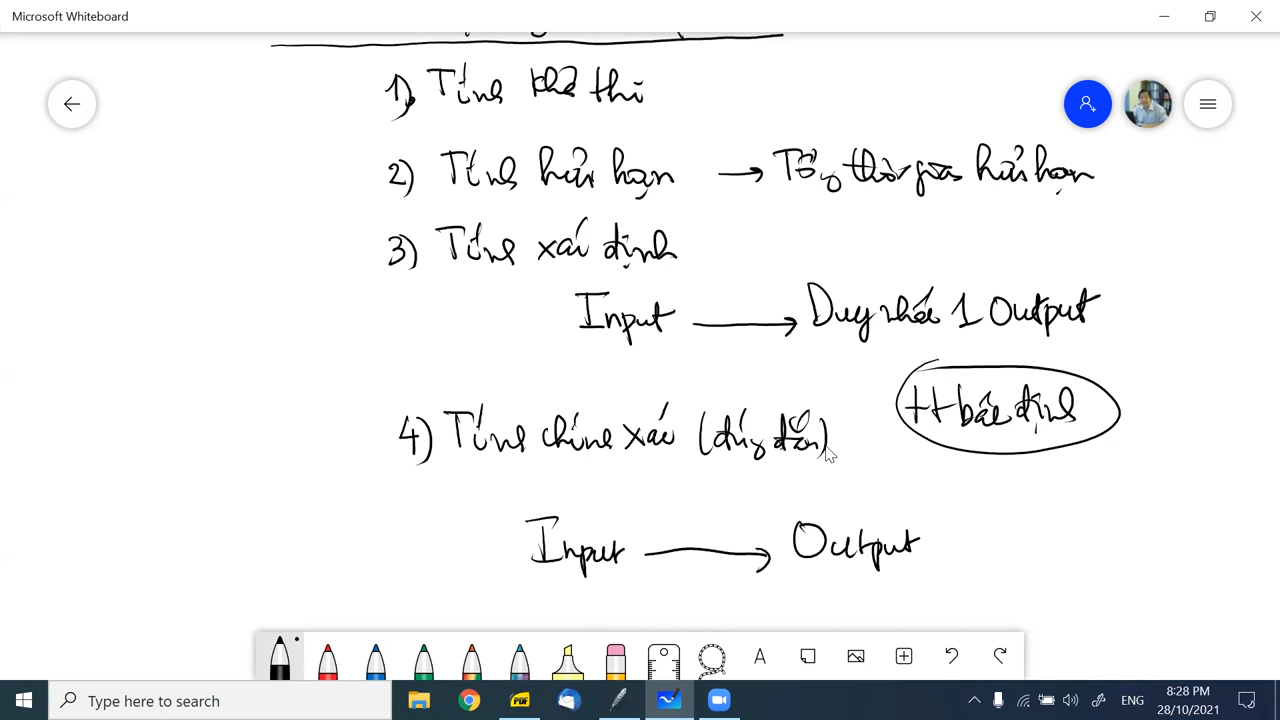 Microsoft Whiteboard
1) Tính khả thi
2) Tính hữu hạn → Tổng thời gian hữu hạn
3) Tính xác định
Input → Duy nhất 1 Output
TT bất định
4) Tính chính xác (đúng đắn)
Input → Output
A
PDF
Type here to search
ENG
8:28 PM
28/10/2021